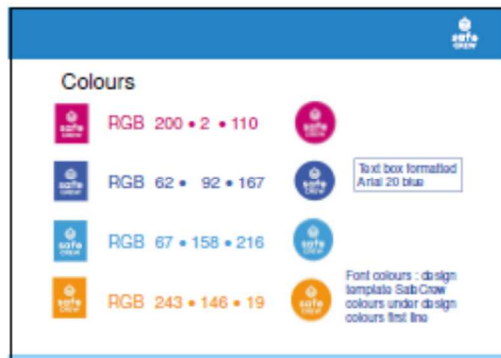 safe
CREW
Colours
safe
CREW
RGB 200 • 2 • 110
safe
CREW
safe
CREW
RGB 62 • 92 • 167
safe
CREW
Text box formatted
Arial 20 blue
safe
CREW
RGB 67 • 158 • 216
safe
CREW
safe
CREW
RGB 243 • 146 • 19
safe
CREW
Font colours : design
template Sab Crew
colours under design
colours first line